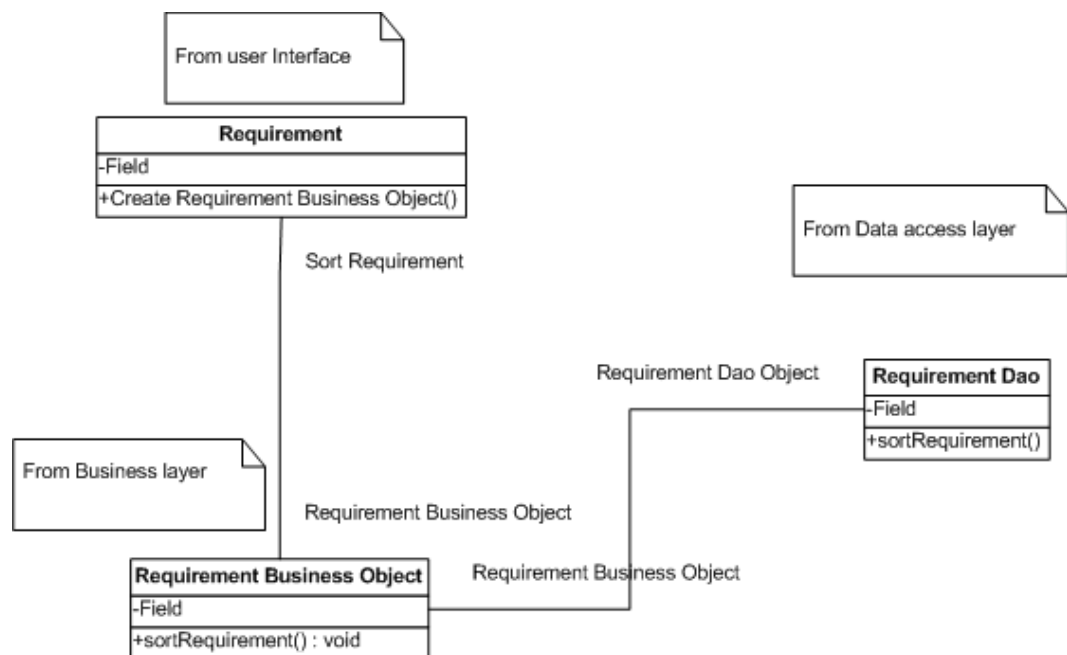 From user Interface
Requirement
-Field
+Create Requirement Business Object()
From Data access layer
Sort Requirement
Requirement Dao Object
Requirement Dao
-Field
+sortRequirement()
From Business layer
Requirement Business Object
Requirement Business Object
Requirement Business Object
-Field
+sortRequirement() : void